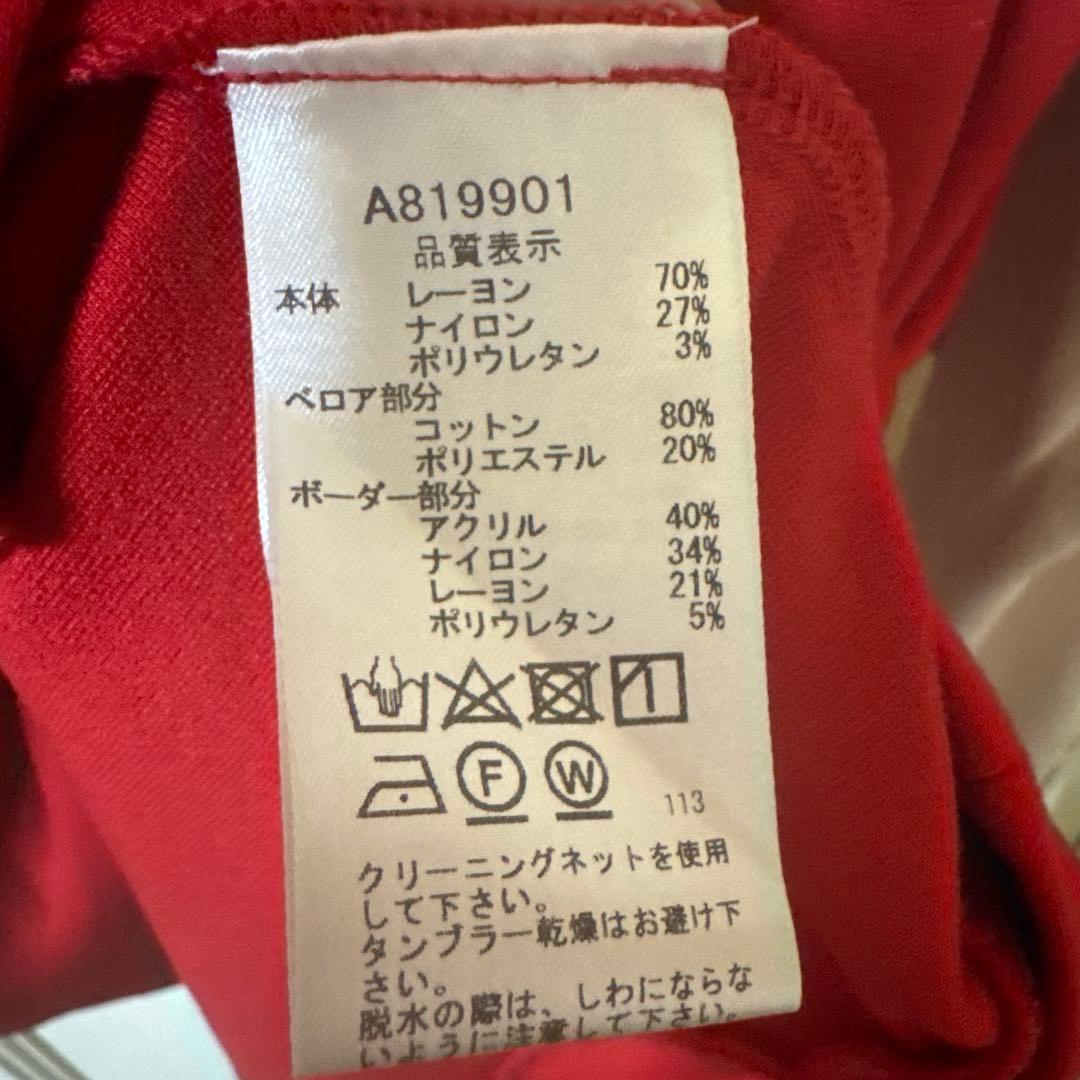 A819901
品質表示
本体 レーヨン 70%
ナイロン 27%
ポリウレタン 3%
ベロア部分
コットン 80%
ポリエステル 20%
ボーダー部分
アクリル 40%
ナイロン 34%
レーヨン 21%
ポリウレタン 5%
F W 113
クリーニングネットを使用
して下さい。
タンブラー乾燥はお避け下
さい。
脱水の際は、しわにならな
いように注意して下さい。